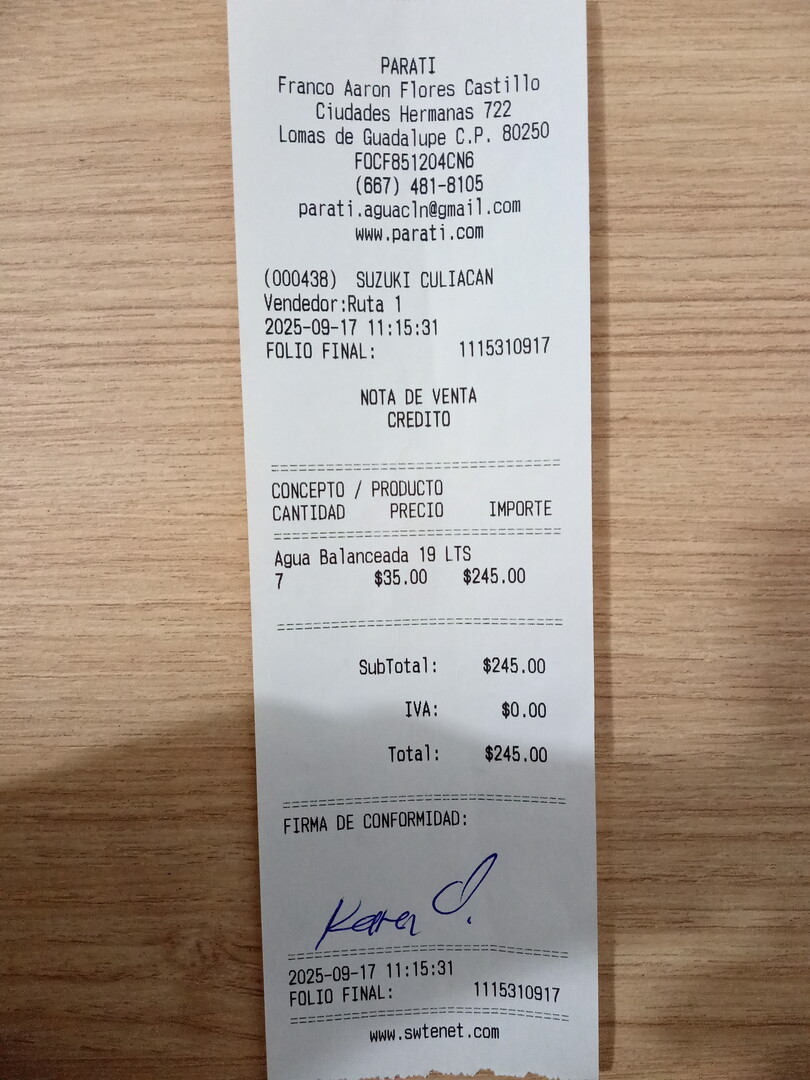 PARATI
Franco Aaron Flores Castillo
Ciudades Hermanas 722
Lomas de Guadalupe C.P. 80250
FOCF851204CN6
(667) 481-8105
parati.aguacln@gmail.com
www.parati.com
(000438) SUZUKI CULIACAN
Vendedor:Ruta 1
2025-09-17 11:15:31
FOLIO FINAL: 1115310917
NOTA DE VENTA
CREDITO
CONCEPTO / PRODUCTO
CANTIDAD PRECIO IMPORTE
Agua Balanceada 19 LTS
7 $35.00 $245.00
SubTotal: $245.00
IVA: $0.00
Total: $245.00
FIRMA DE CONFORMIDAD:
Karen O.
2025-09-17 11:15:31
FOLIO FINAL: 1115310917
www.swtenet.com